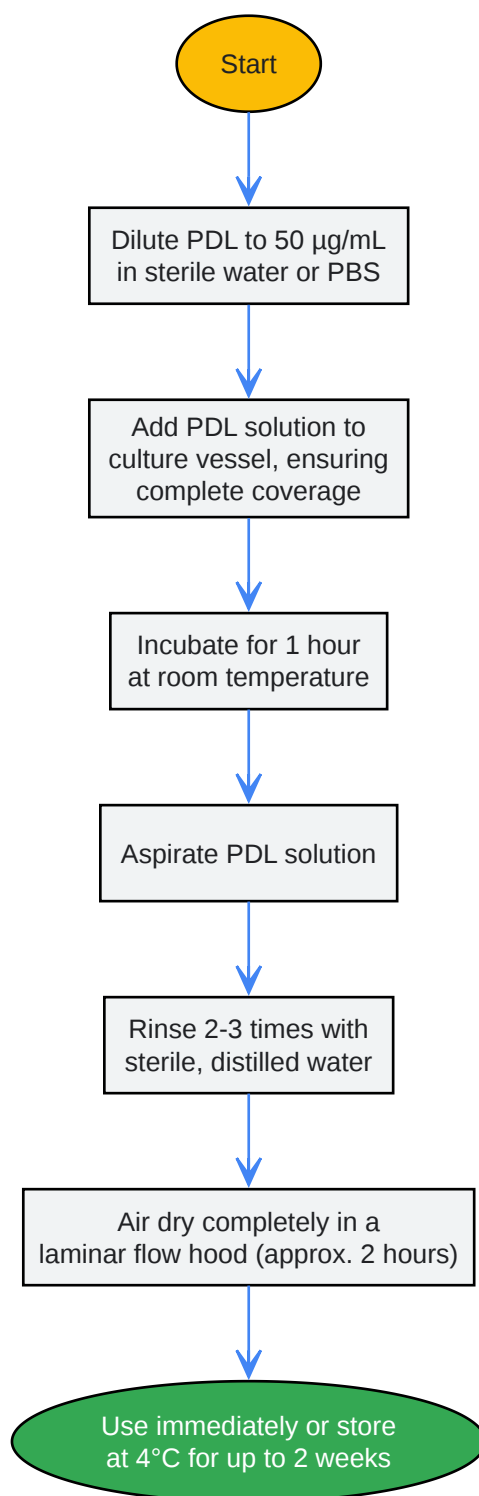 Start
Dilute PDL to 50 µg/mL
in sterile water or PBS
Add PDL solution to
culture vessel, ensuring
complete coverage
Incubate for 1 hour
at room temperature
Aspirate PDL solution
Rinse 2-3 times with
sterile, distilled water
Air dry completely in a
laminar flow hood (approx. 2 hours)
Use immediately or store
at 4°C for up to 2 weeks